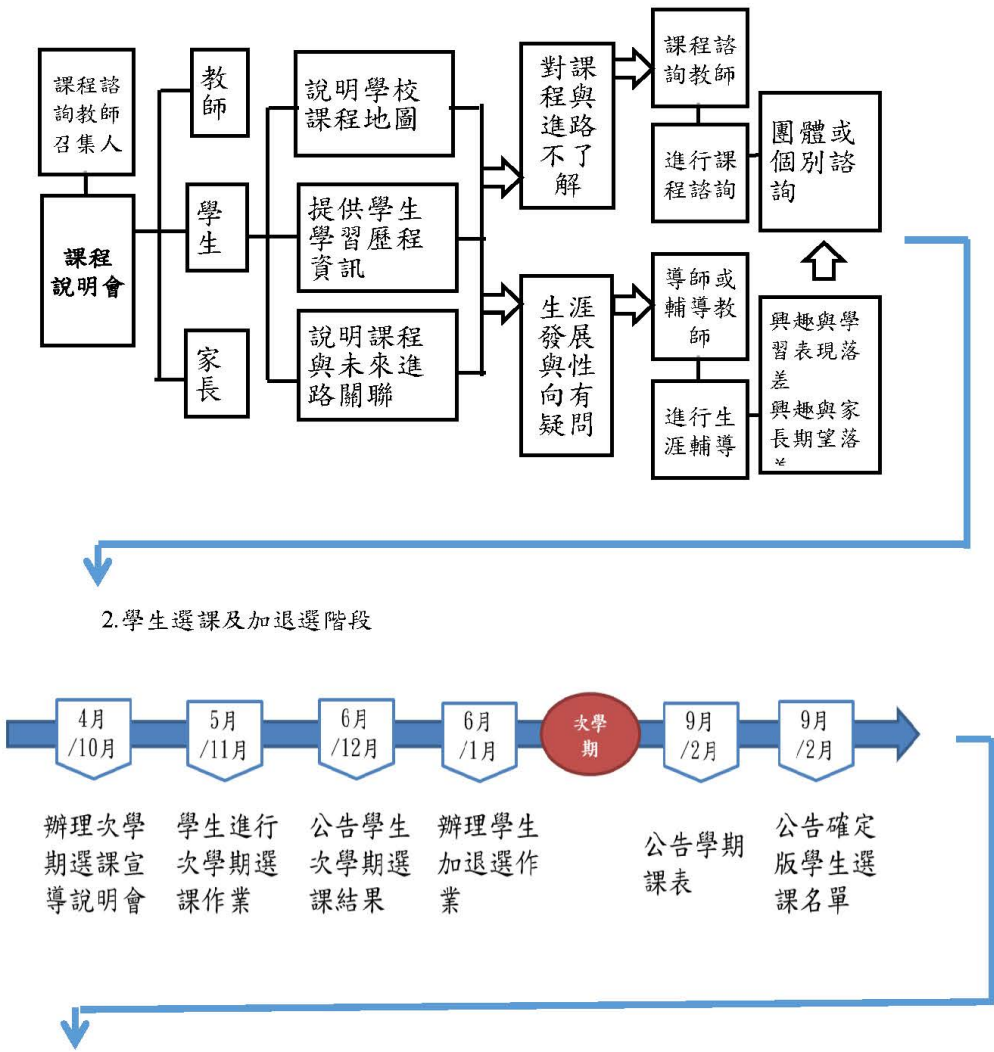 課程諮
詢教師
召集人
課程
說明會
教
師
學
生
家
長
說明學校
課程地圖
提供學生
學習歷程
資訊
說明課程
與未來進
路關聯
對課
程與
進路
不了
解
生涯
發展
與性
向有
疑問
課程諮
詢教師
進行課
程諮詢
團體或
個別諮
詢
導師或
輔導教
師
進行生
涯輔導
興趣與學
習表現落
差
興趣與家
長期望落
2.學生選課及加退選階段
4月
/10月
5月
/11月
6月
/12月
6月
/1月
次學
期
9月
/2月
9月
/2月
辦理次學
期選課宣
導說明會
學生進行
次學期選
課作業
公告學生
次學期選
課結果
辦理學生
加退選作
業
公告學期
課表
公告確定
版學生選
課名單